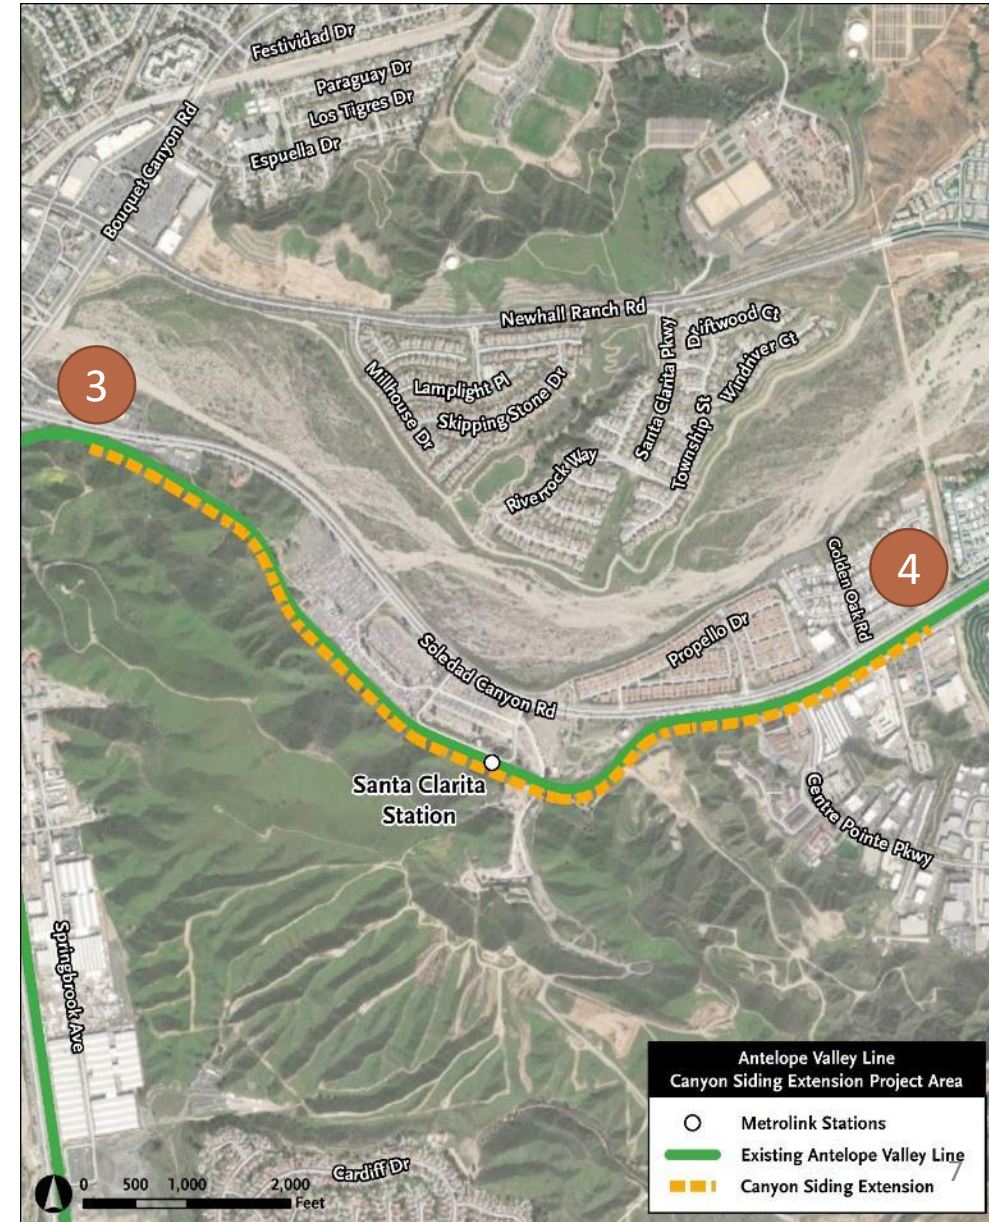 Festividad Dr
Paraguay Dr
Los Tigres Dr
Espuella Dr
Bouquet Canyon Rd
Newhall Ranch Rd
Driftwood Ct
Windriver Ct
Santa Clarita Pkwy
Township St
Millhouse Dr
Lamplight Pl
Skipping Stone Dr
Riverrock Way
3
4
Golden Oak Rd
Propello Dr
Soledad Canyon Rd
Santa Clarita
Station
Centre Pointe Pkwy
Springbrook Ave
Cardiff Dr
0 500 1,000 2,000
Feet
Antelope Valley Line
Canyon Siding Extension Project Area
Metrolink Stations
Existing Antelope Valley Line
7
Canyon Siding Extension